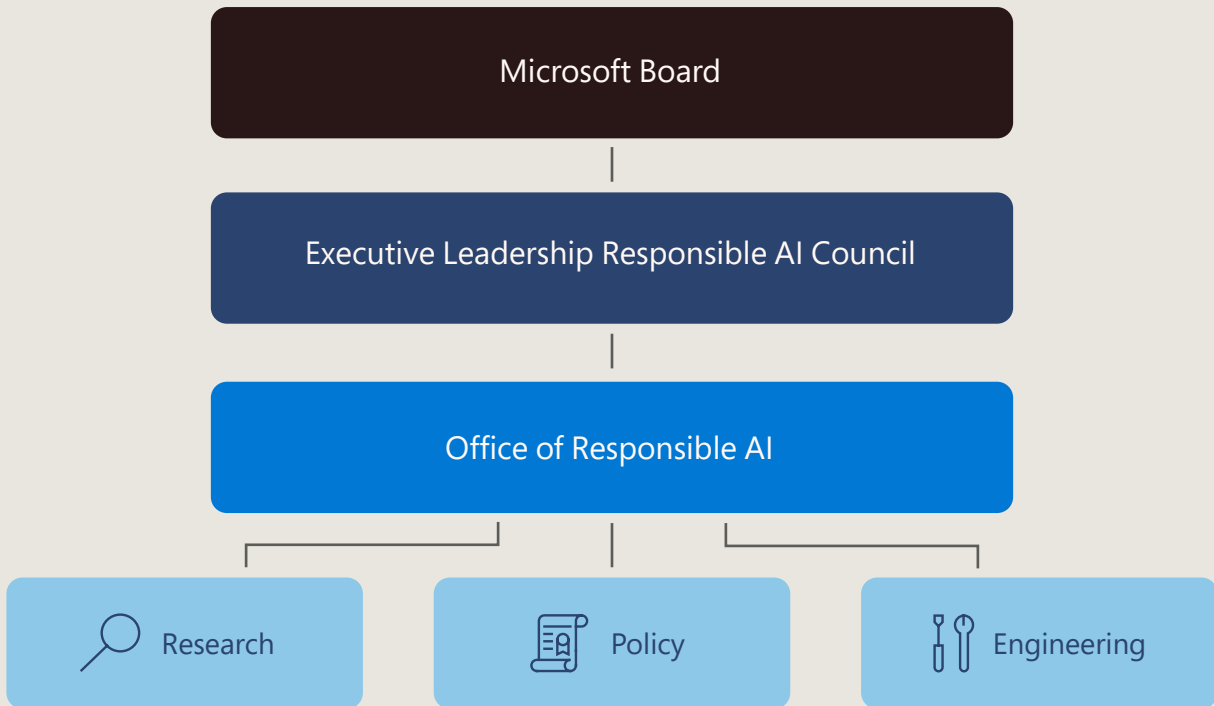 Microsoft Board
Executive Leadership Responsible AI Council
Office of Responsible AI
Research
Policy
Engineering